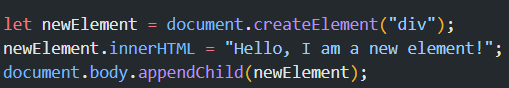 let newElement = document.createElement("div");
newElement.innerHTML = "Hello, I am a new element!";
document.body.appendChild(newElement);